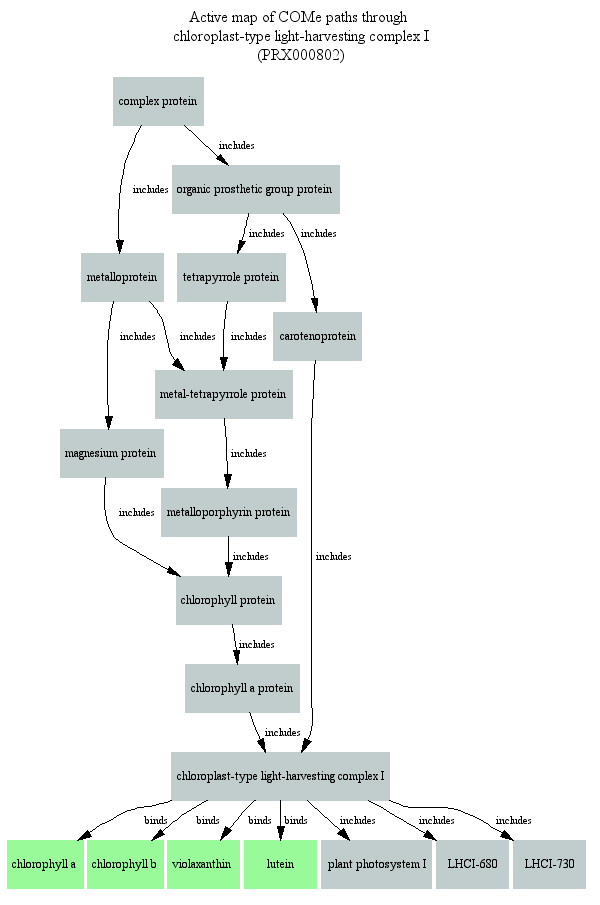 Active map of COMe paths through
chloroplast-type light-harvesting complex I
(PRX000802)
complex protein
includes
includes
organic prosthetic group protein
includes
includes
metalloprotein
tetrapyrrole protein
carotenoprotein
includes
includes
includes
metal-tetrapyrrole protein
magnesium protein
includes
includes
metalloporphyrin protein
includes
includes
chlorophyll protein
includes
chlorophyll a protein
includes
chloroplast-type light-harvesting complex I
binds
binds
binds
binds
includes
includes
includes
chlorophyll a
chlorophyll b
violaxanthin
lutein
plant photosystem I
LHCI-680
LHCI-730